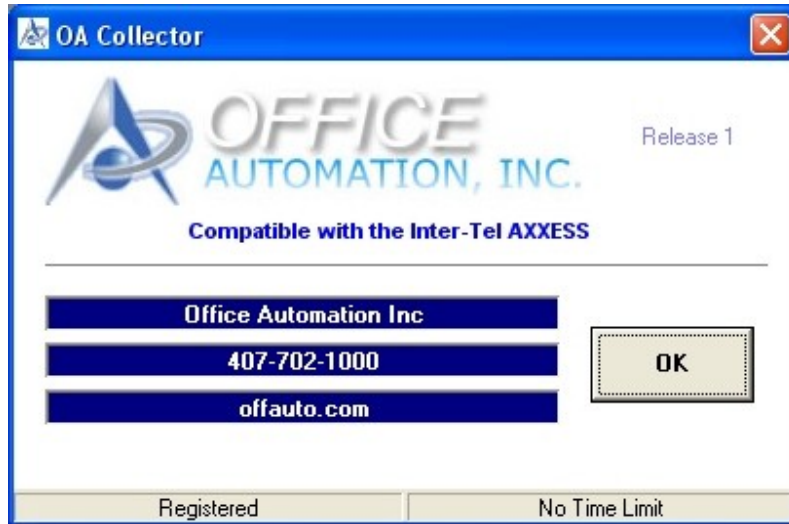 OA Collector
OFFICE
AUTOMATION, INC.
Release 1
Compatible with the Inter-Tel AXXESS
Office Automation Inc
407-702-1000
OK
offauto.com
Registered
No Time Limit